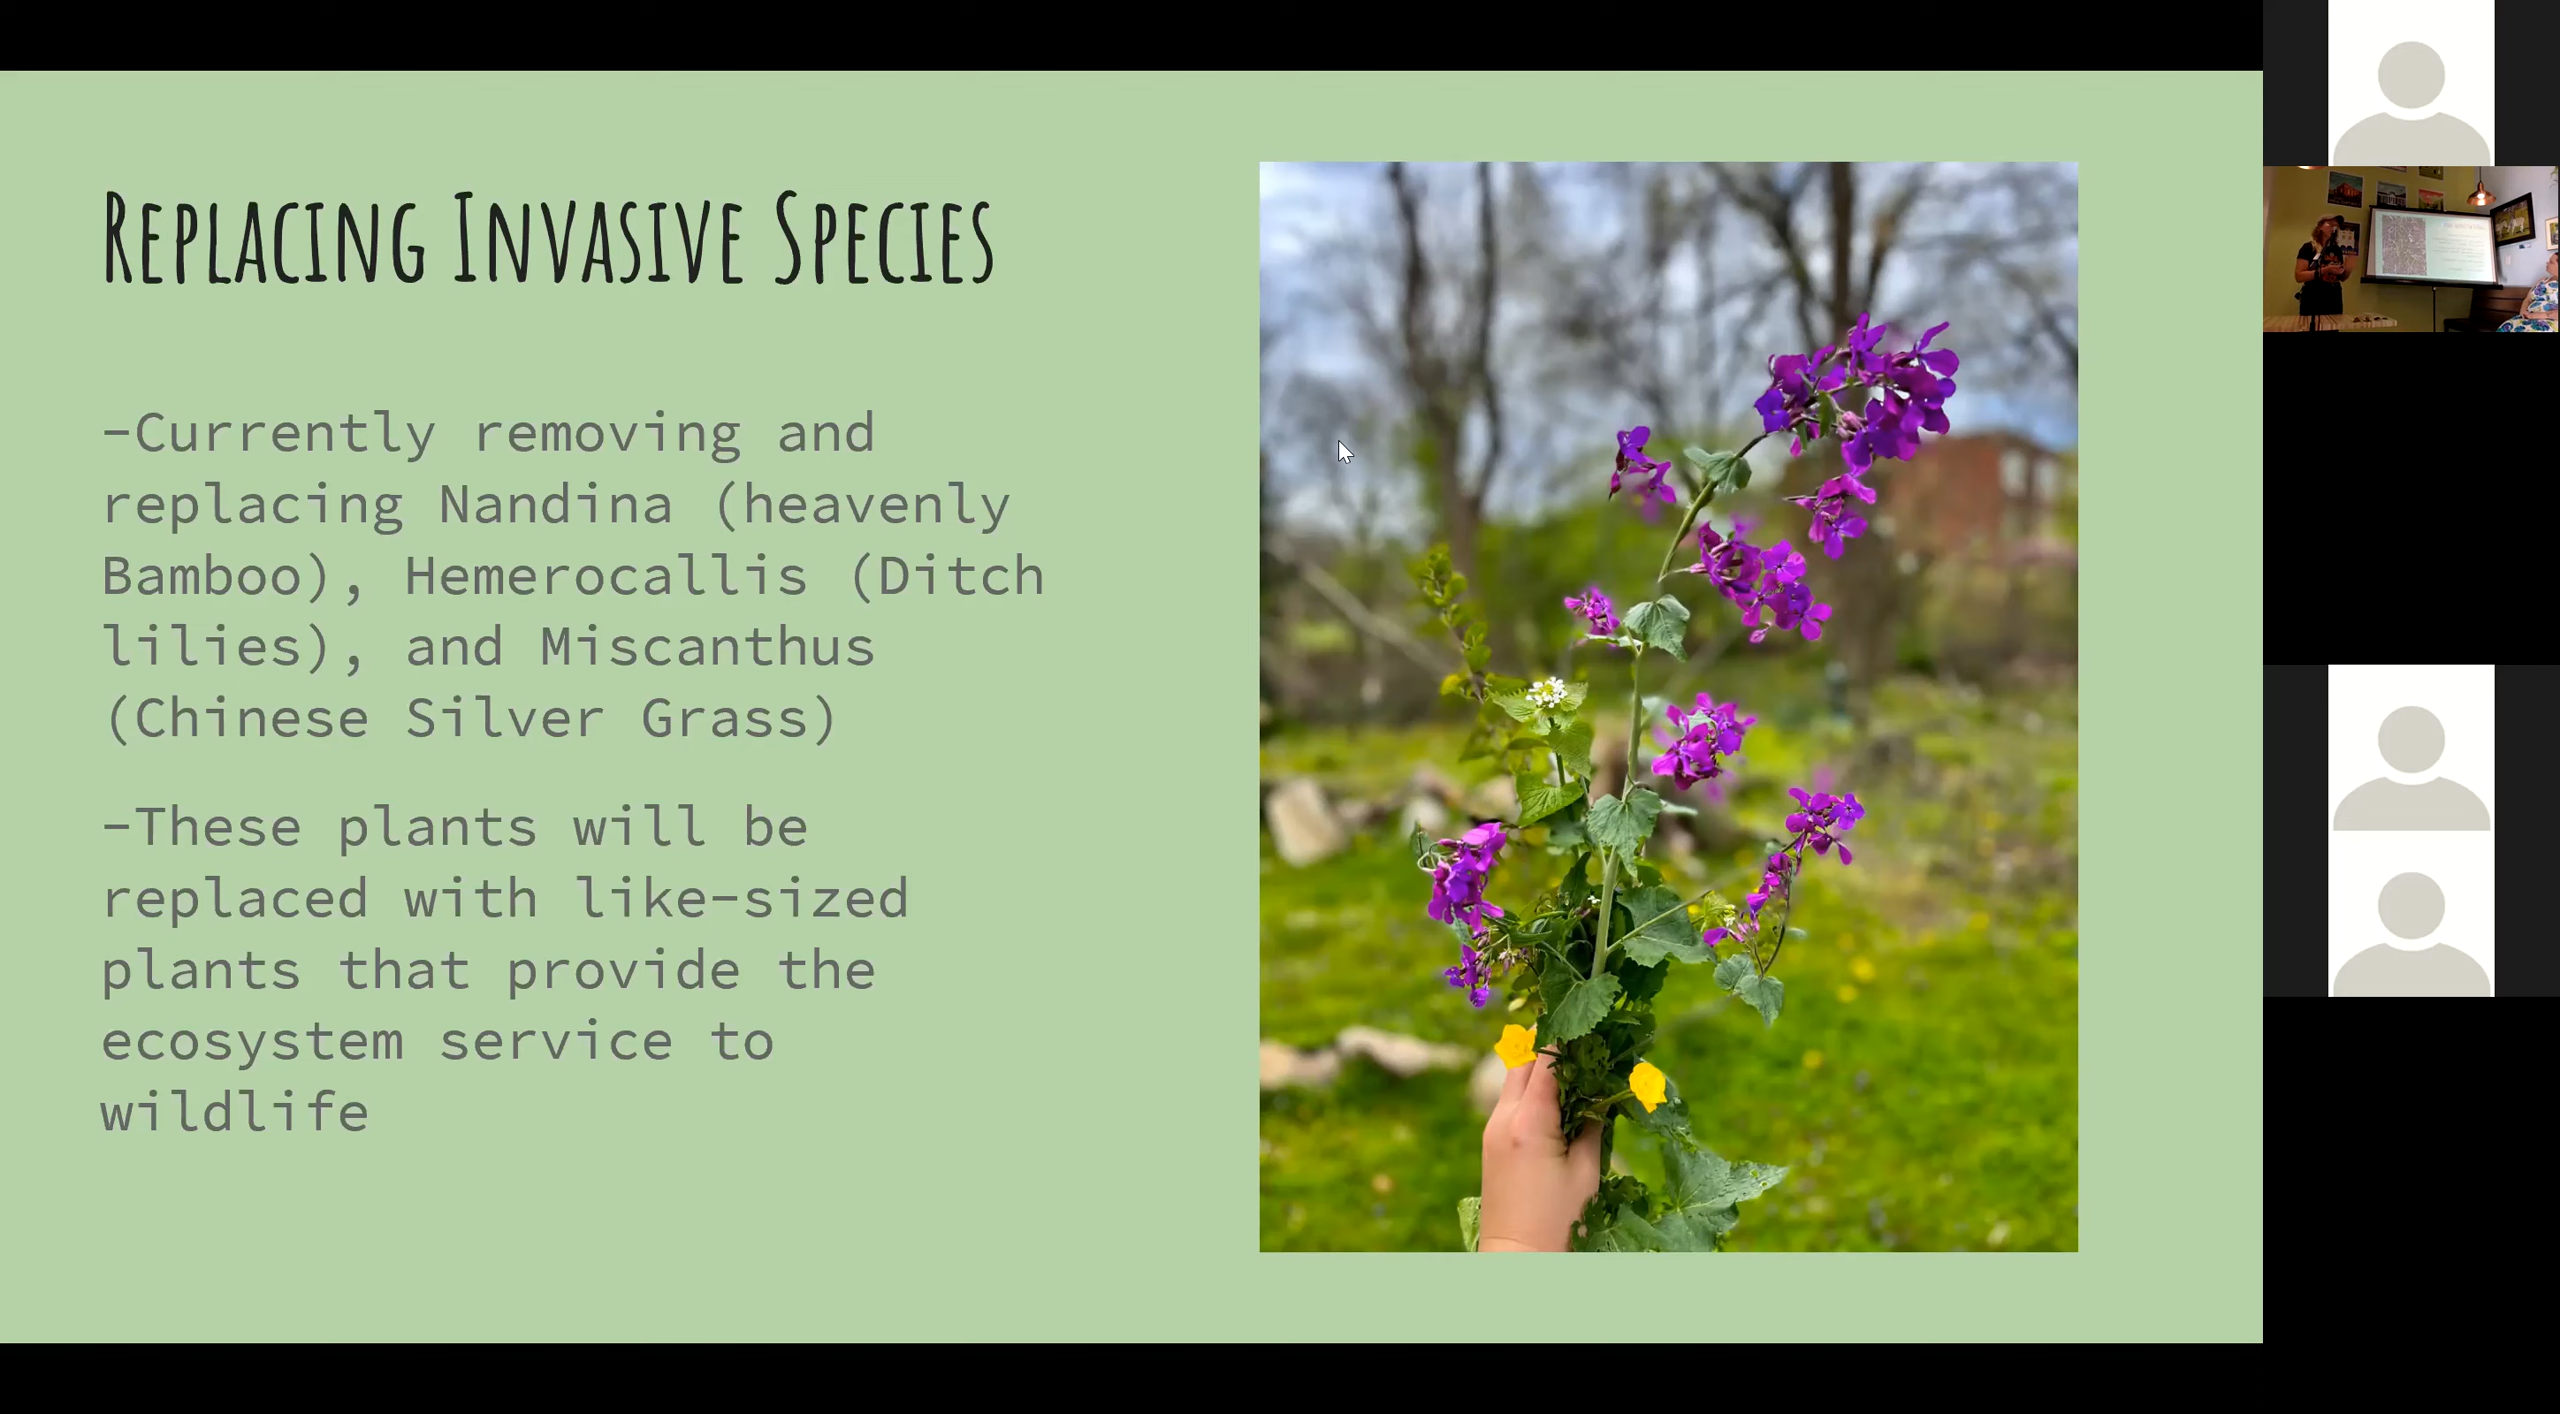 Replacing Invasive Species
-Currently removing and
replacing Nandina (heavenly
Bamboo), Hemerocallis (Ditch
lilies), and Miscanthus
(Chinese Silver Grass)
-These plants will be
replaced with like-sized
plants that provide the
ecosystem service to
wildlife